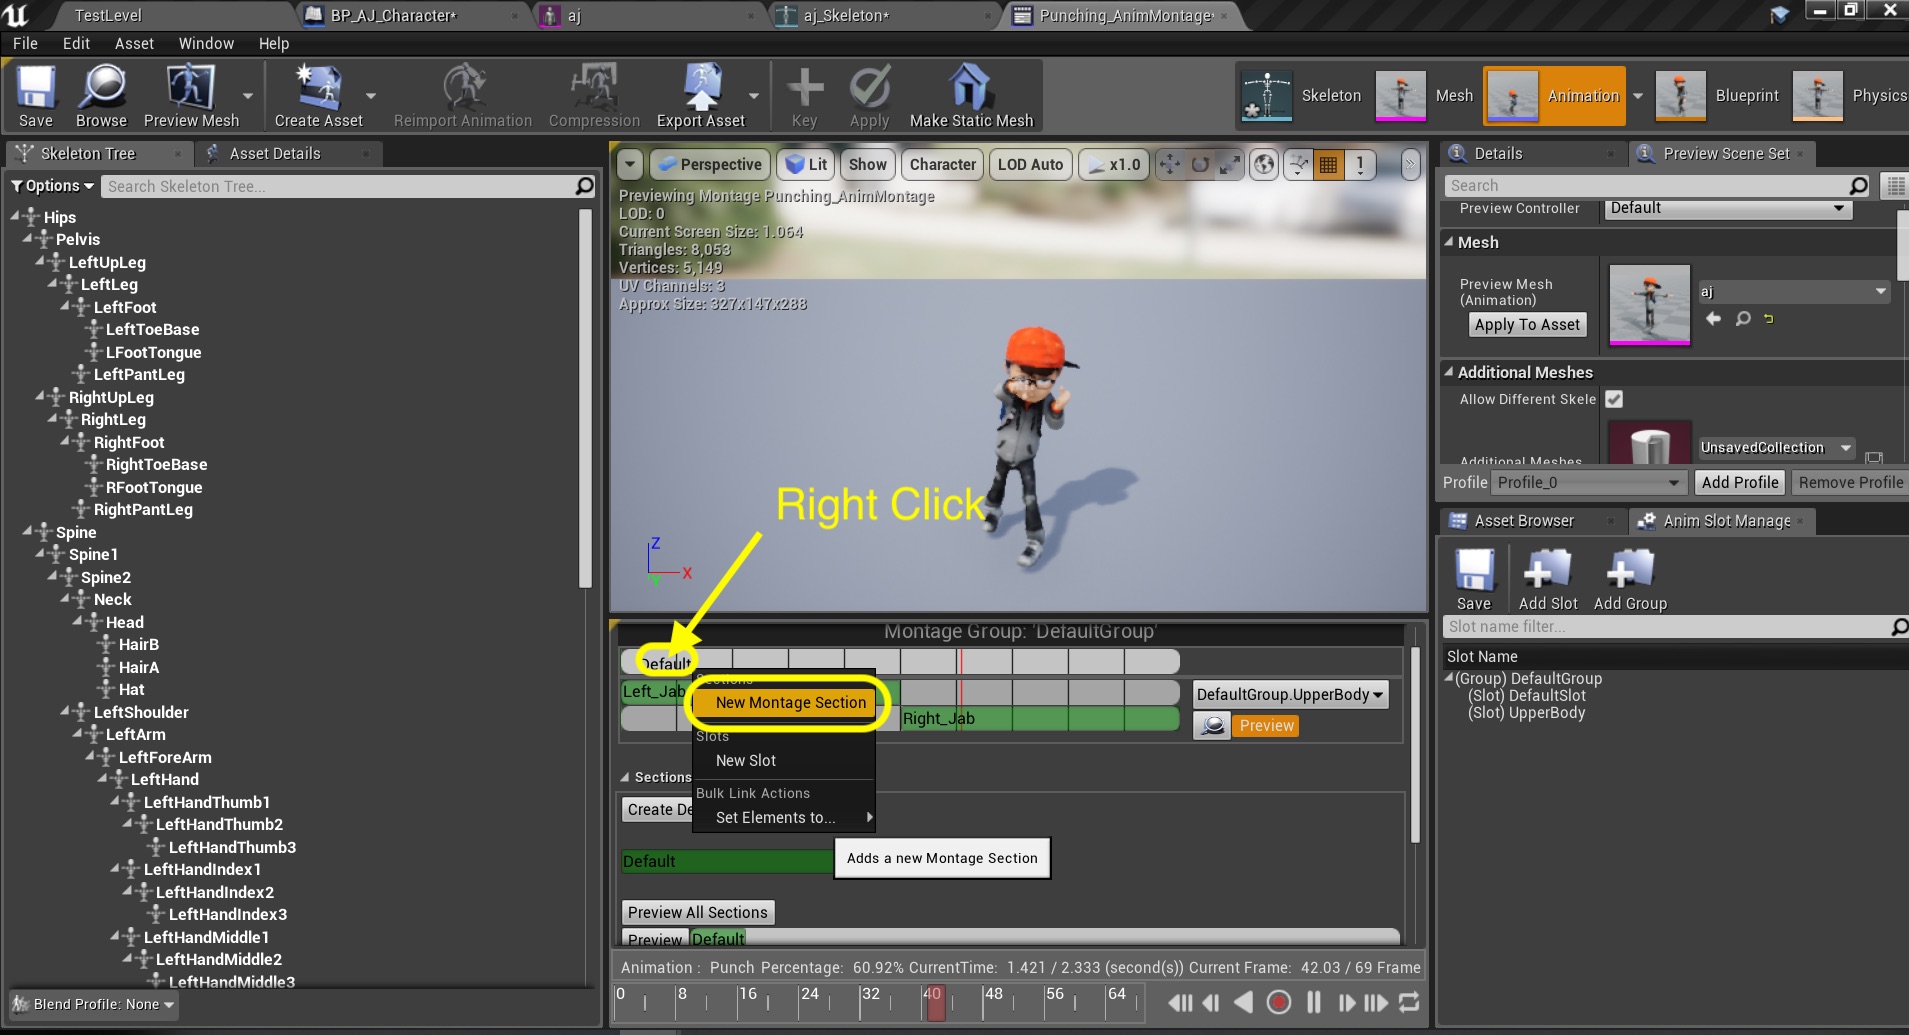 TestLevel
BP_AJ_Character*
aj
aj_Skeleton*
Punching_AnimMontage*
File Edit Asset Window Help
Save
Browse
Preview Mesh
Create Asset
Reimport Animation
Compression
Export Asset
Key
Apply
Make Static Mesh
Skeleton
Mesh
Animation
Blueprint
Physics
Skeleton Tree
Asset Details
Options
Search Skeleton Tree...
Hips
Pelvis
LeftUpLeg
LeftLeg
LeftFoot
LeftToeBase
LFootTongue
LeftPantLeg
RightUpLeg
RightLeg
RightFoot
RightToeBase
RFootTongue
RightPantLeg
Spine
Spine1
Spine2
Neck
Head
HairB
HairA
Hat
LeftShoulder
LeftArm
LeftForeArm
LeftHand
LeftHandThumb1
LeftHandThumb2
LeftHandThumb3
LeftHandIndex1
LeftHandIndex2
LeftHandIndex3
LeftHandMiddle1
LeftHandMiddle2
LeftHandMiddle3
Blend Profile: None
Perspective
Lit
Show
Character
LOD Auto
x1.0
1
Previewing Montage Punching_AnimMontage
LOD: 0
Current Screen Size: 1.064
Triangles: 8,053
Vertices: 5,149
UV Channels: 3
Approx Size: 327x147x288
Right Click
Z
X
Y
Montage Group: 'DefaultGroup'
Default
Left_Jab
Right_Jab
DefaultGroup.UpperBody
Preview
Sections
New Montage Section
Slots
New Slot
Bulk Link Actions
Set Elements to...
Adds a new Montage Section
Sections
Create De
Default
Preview All Sections
Preview
Default
Animation : Punch Percentage: 60.92% CurrentTime: 1.421 / 2.333 (second(s)) Current Frame: 42.03 / 69 Frame
0 8 16 24 32 40 48 56 64
Details
Preview Scene Set
Search
Preview Controller
Default
Mesh
Preview Mesh
(Animation)
Apply To Asset
aj
Additional Meshes
Allow Different Skele
Additional Meshes
UnsavedCollection
Profile
Profile_0
Add Profile
Remove Profile
Asset Browser
Anim Slot Manage
Save
Add Slot
Add Group
Slot name filter...
Slot Name
(Group) DefaultGroup
(Slot) DefaultSlot
(Slot) UpperBody